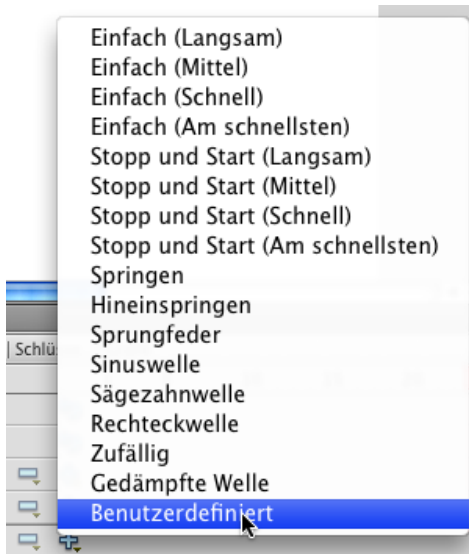 Einfach (Langsam)
Einfach (Mittel)
Einfach (Schnell)
Einfach (Am schnellsten)
Stopp und Start (Langsam)
Stopp und Start (Mittel)
Stopp und Start (Schnell)
Stopp und Start (Am schnellsten)
Springen
Hineinspringen
Sprungfeder
Sinuswelle
Sägezahnwelle
Rechteckwelle
Zufällig
Gedämpfte Welle
Benutzerdefiniert